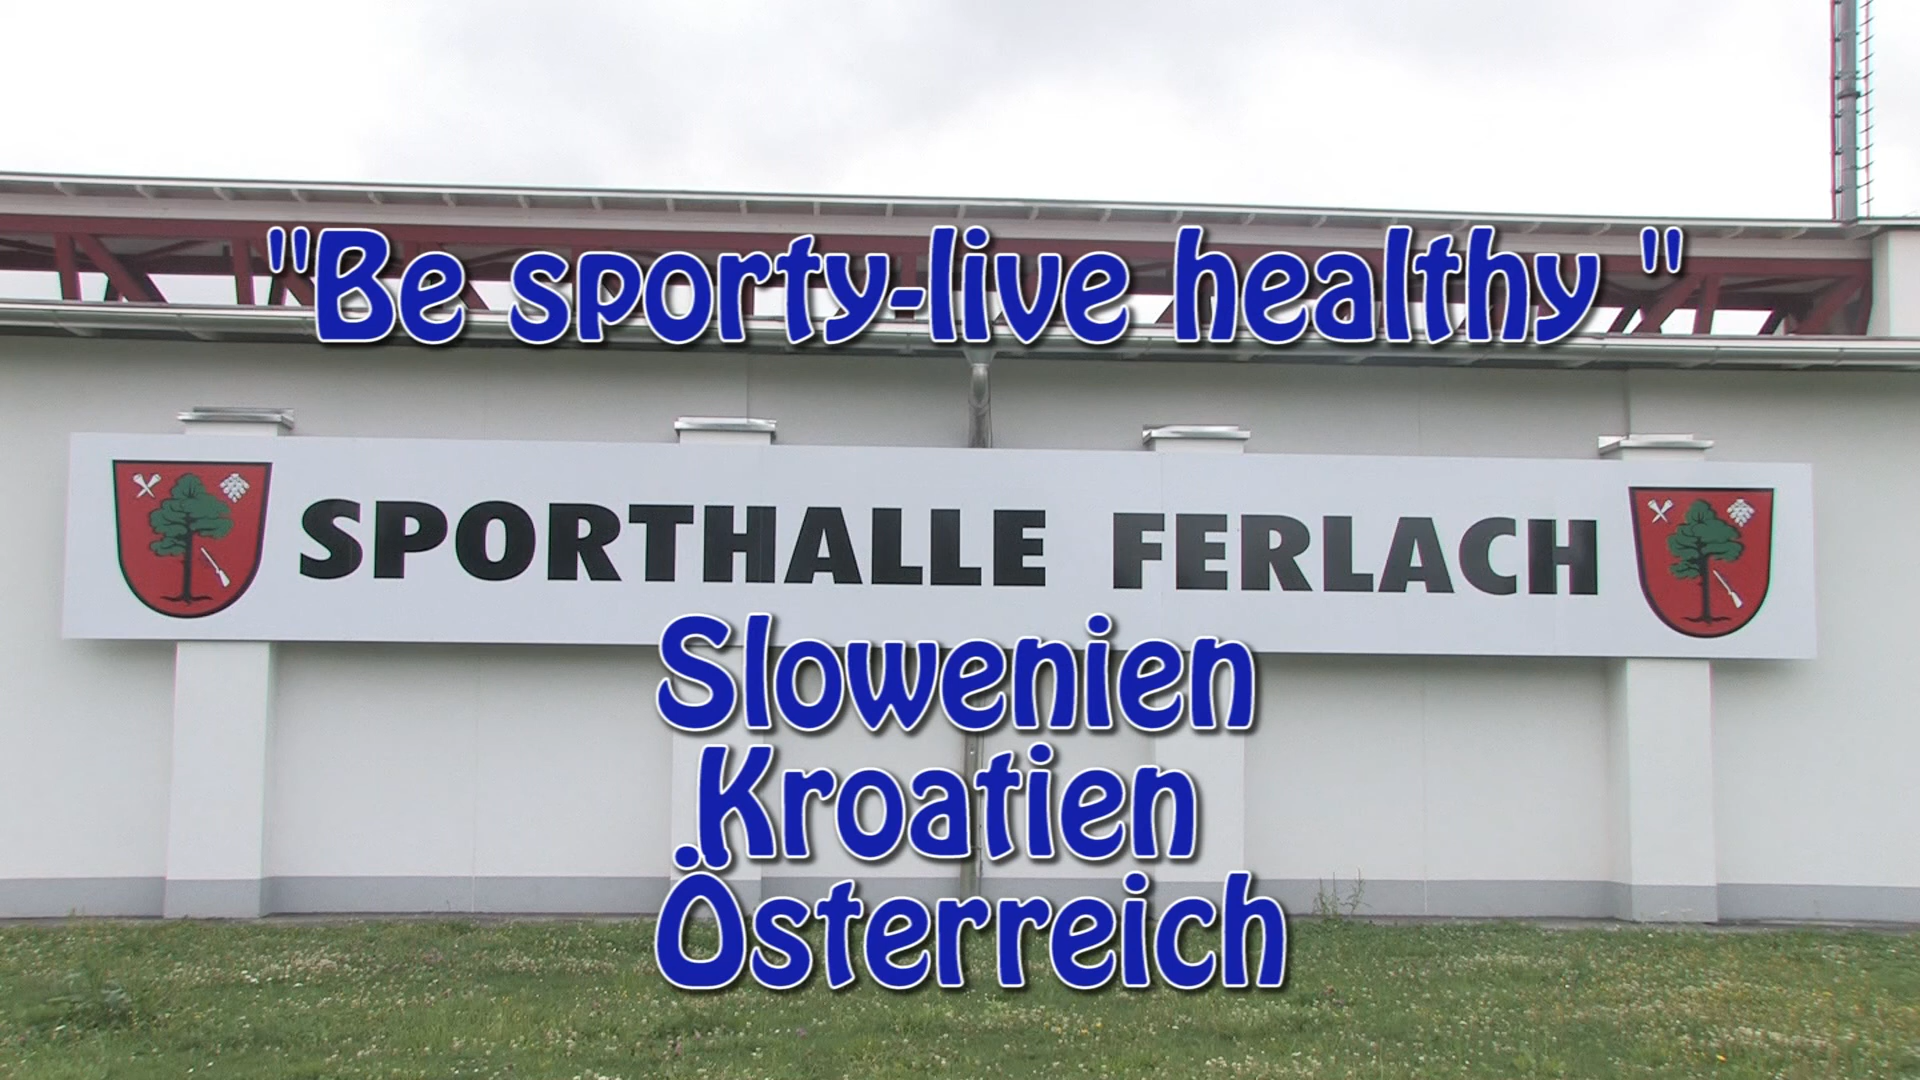 "Be sporty-live healthy "
SPORTHALLE FERLACH
Slowenien
Kroatien
Österreich